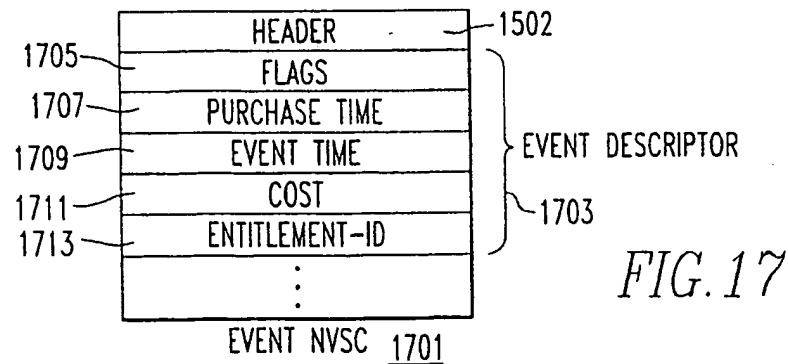 HEADER 1502
1705 FLAGS
1707 PURCHASE TIME
1709 EVENT TIME EVENT DESCRIPTOR
1711 COST 1703
1713 ENTITLEMENT-ID
EVENT NVSC 1701
FIG.17